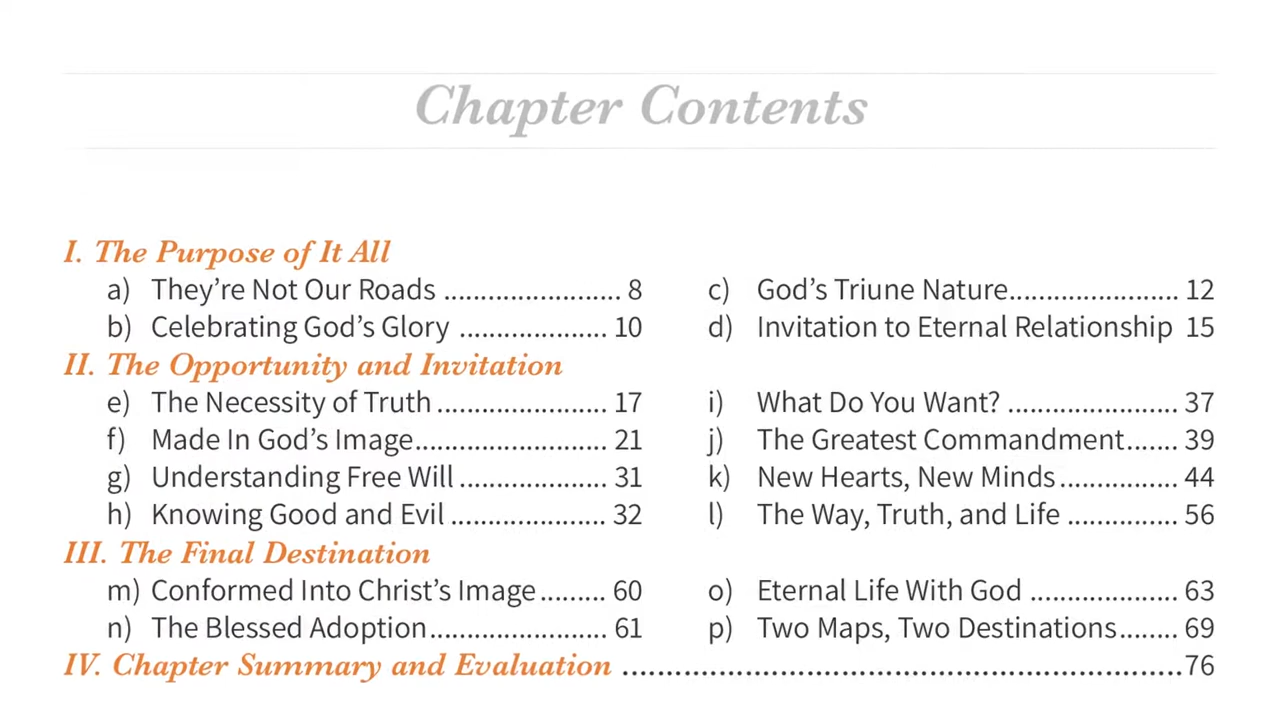 Chapter Contents
I. The Purpose of It All
a) They’re Not Our Roads ........................ 8
b) Celebrating God’s Glory .................... 10
c) God’s Triune Nature....................... 12
d) Invitation to Eternal Relationship 15
II. The Opportunity and Invitation
e) The Necessity of Truth ....................... 17
f) Made In God’s Image.......................... 21
g) Understanding Free Will .................... 31
h) Knowing Good and Evil ..................... 32
i) What Do You Want? ....................... 37
j) The Greatest Commandment....... 39
k) New Hearts, New Minds ................ 44
l) The Way, Truth, and Life ............... 56
III. The Final Destination
m) Conformed Into Christ’s Image ......... 60
n) The Blessed Adoption........................ 61
o) Eternal Life With God .................... 63
p) Two Maps, Two Destinations........ 69
IV. Chapter Summary and Evaluation ....................................................... 76